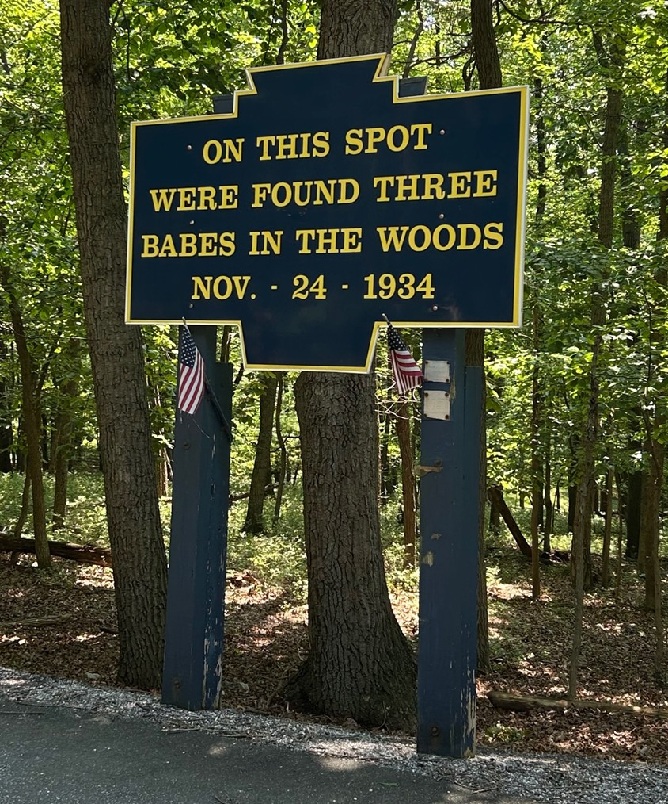 ON THIS SPOT
WERE FOUND THREE
BABES IN THE WOODS
NOV. - 24 - 1934